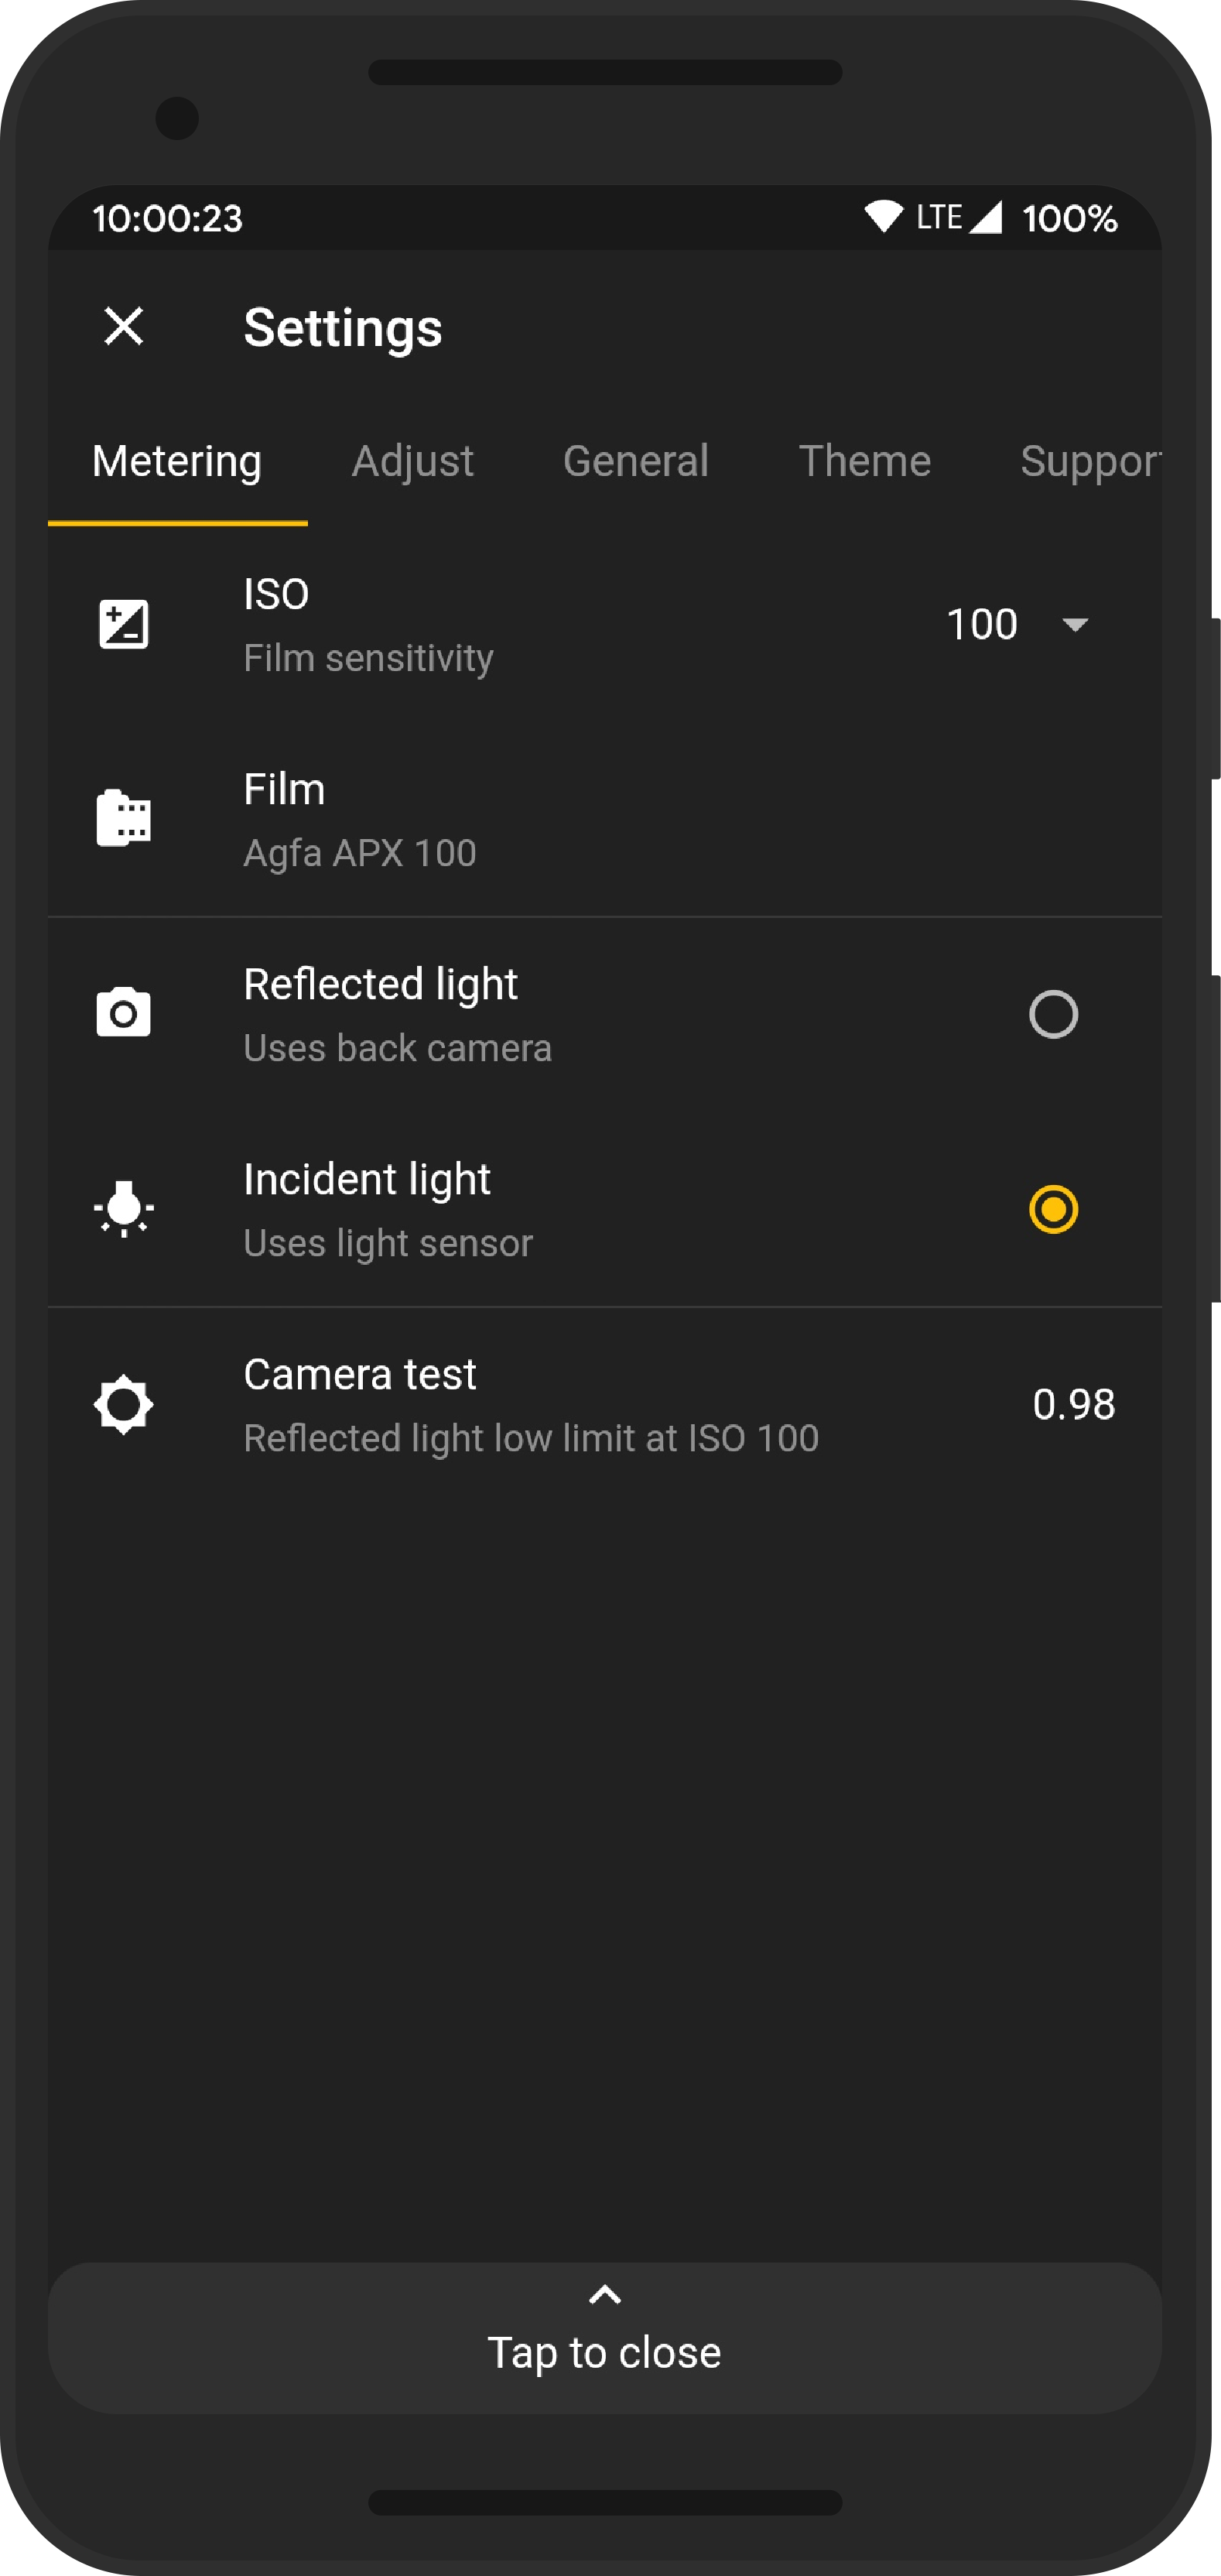 10:00:23 LTE 100%
Settings
Metering Adjust General Theme Support
ISO
100
Film sensitivity
Film
Agfa APX 100
Reflected light
Uses back camera
Incident light
Uses light sensor
Camera test
0.98
Reflected light low limit at ISO 100
Tap to close